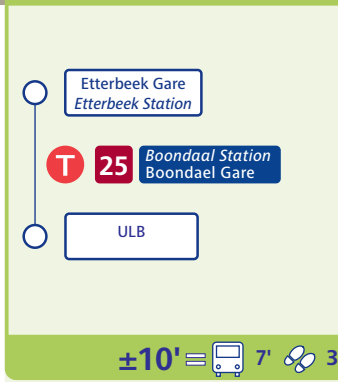 Etterbeek Gare
Etterbeek Station
T 25 Boondaal Station
Boondael Gare
ULB
±10' = 7' 3